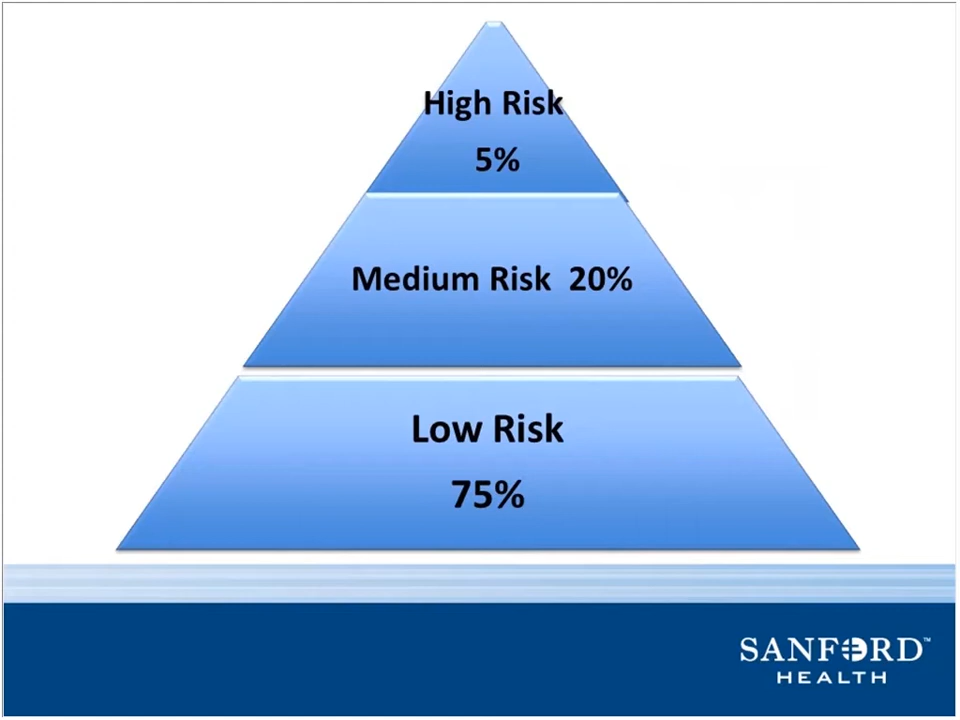 High Risk
5%
Medium Risk 20%
Low Risk
75%
SANFORD™
HEALTH